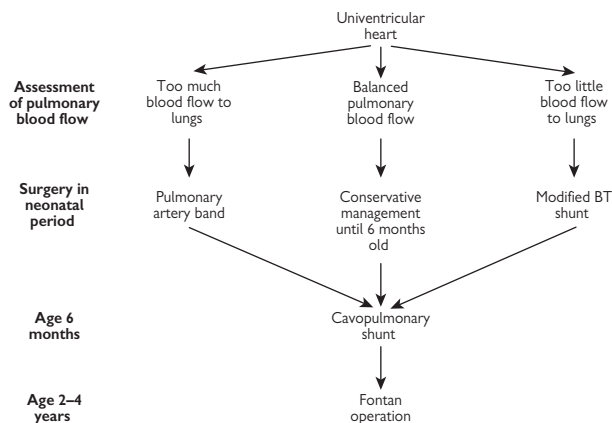 Univentricular
heart
Assessment
of pulmonary
blood flow
Too much
blood flow to
lungs
Balanced
pulmonary
blood flow
Too little
blood flow
to lungs
Surgery in
neonatal
period
Pulmonary
artery band
Conservative
management
until 6 months
old
Modified BT
shunt
Age 6
months
Cavopulmonary
shunt
Age 2–4
years
Fontan
operation